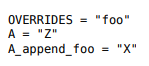 OVERRIDES = "foo"
A = "Z"
A_append_foo = "X"